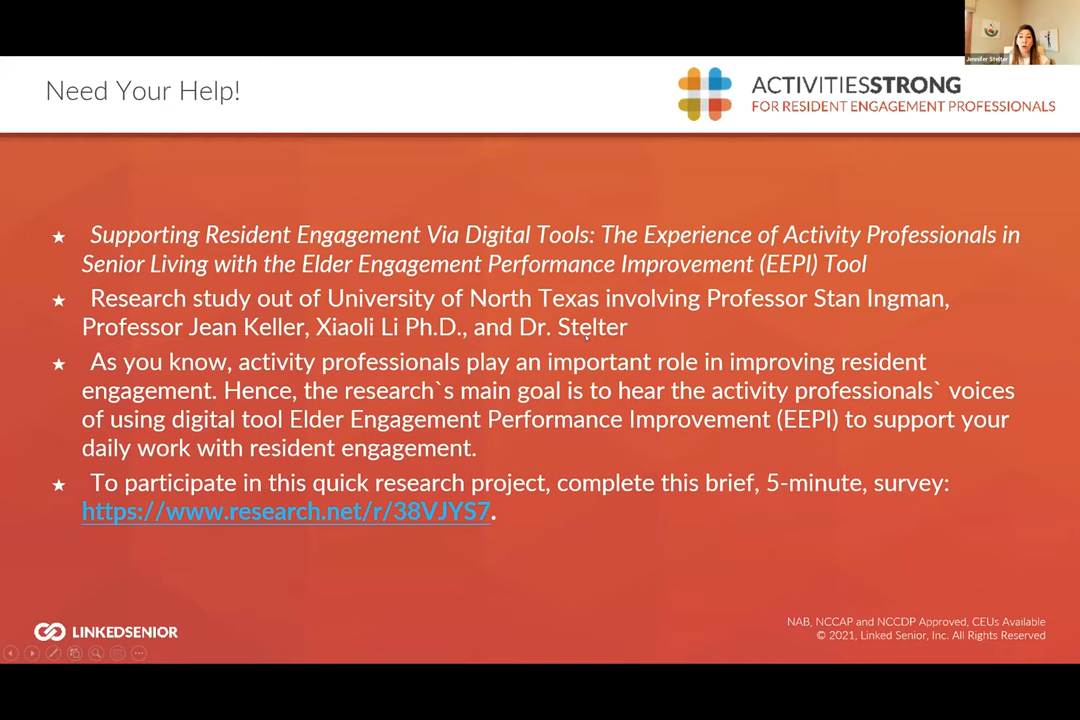 Jennifer Stelter
Need Your Help!
ACTIVITIESSTRONG
FOR RESIDENT ENGAGEMENT PROFESSIONALS
★ Supporting Resident Engagement Via Digital Tools: The Experience of Activity Professionals in
Senior Living with the Elder Engagement Performance Improvement (EEPI) Tool
★ Research study out of University of North Texas involving Professor Stan Ingman,
Professor Jean Keller, Xiaoli Li Ph.D., and Dr. Stelter
★ As you know, activity professionals play an important role in improving resident
engagement. Hence, the research`s main goal is to hear the activity professionals` voices
of using digital tool Elder Engagement Performance Improvement (EEPI) to support your
daily work with resident engagement.
★ To participate in this quick research project, complete this brief, 5-minute, survey:
https://www.research.net/r/38VJYS7.
LINKEDSENIOR
NAB, NCCAP and NCCDP Approved, CEUs Available
© 2021, Linked Senior, Inc. All Rights Reserved